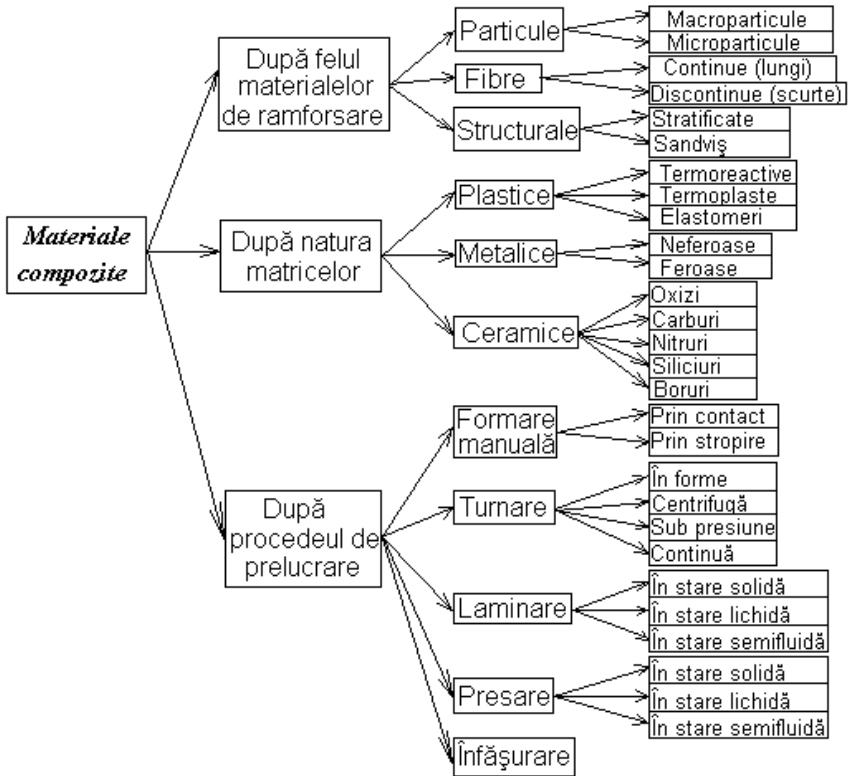 Materiale
compozite
După felul
materialelor
de ramforsare
Particule
Macroparticule
Microparticule
Fibre
Continue (lungi)
Discontinue (scurte)
Structurale
Stratificate
Sandviş
După natura
matricelor
Plastice
Termoreactive
Termoplaste
Elastomeri
Metalice
Neferoase
Feroase
Ceramice
Oxizi
Carburi
Nitruri
Siliciuri
Boruri
După
procedeul de
prelucrare
Formare
manuală
Prin contact
Prin stropire
Turnare
În forme
Centrifugă
Sub presiune
Continuă
Laminare
În stare solidă
În stare lichidă
În stare semifluidă
Presare
În stare solidă
În stare lichidă
În stare semifluidă
Înfăşurare